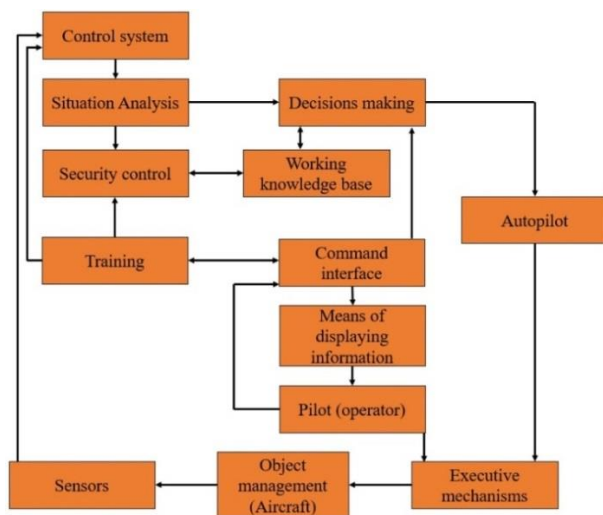 Control system
Situation Analysis
Decisions making
Security control
Working
knowledge base
Autopilot
Training
Command
interface
Means of
displaying
information
Pilot (operator)
Sensors
Object
management
(Aircraft)
Executive
mechanisms